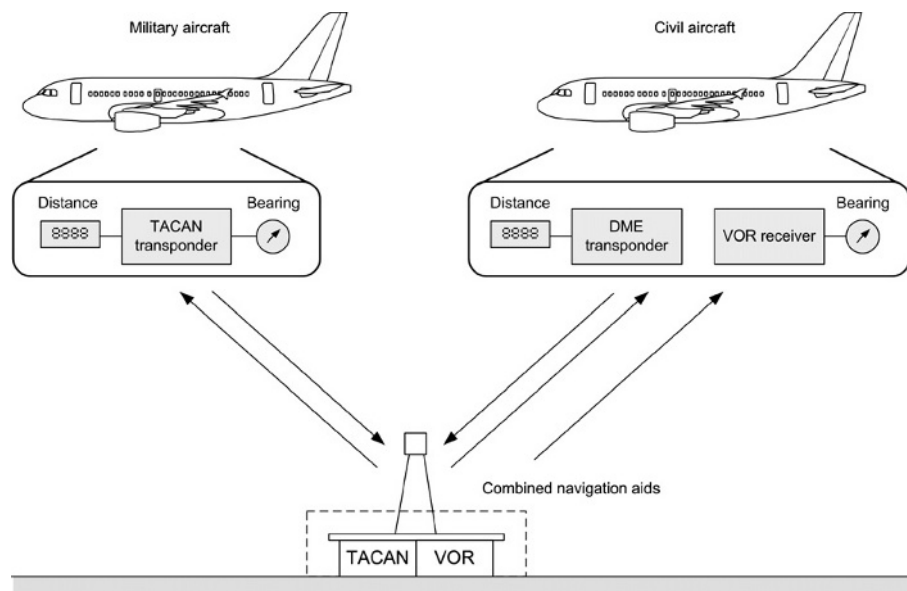 Military aircraft
Civil aircraft
Distance
Bearing
8888
TACAN
transponder
Distance
Bearing
8888
DME
transponder
VOR receiver
Combined navigation aids
TACAN
VOR